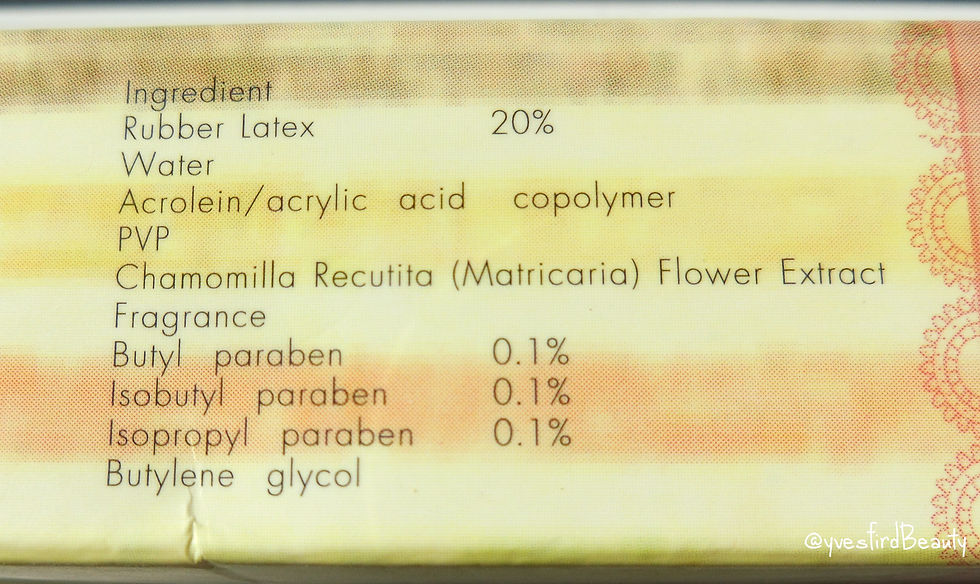 Ingredient
Rubber Latex 20%
Water
Acrolein/acrylic acid copolymer
PVP
Chamomilla Recutita (Matricaria) Flower Extract
Fragrance
Butyl paraben 0.1%
Isobutyl paraben 0.1%
Isopropyl paraben 0.1%
Butylene glycol
@yvesfirdBeauty